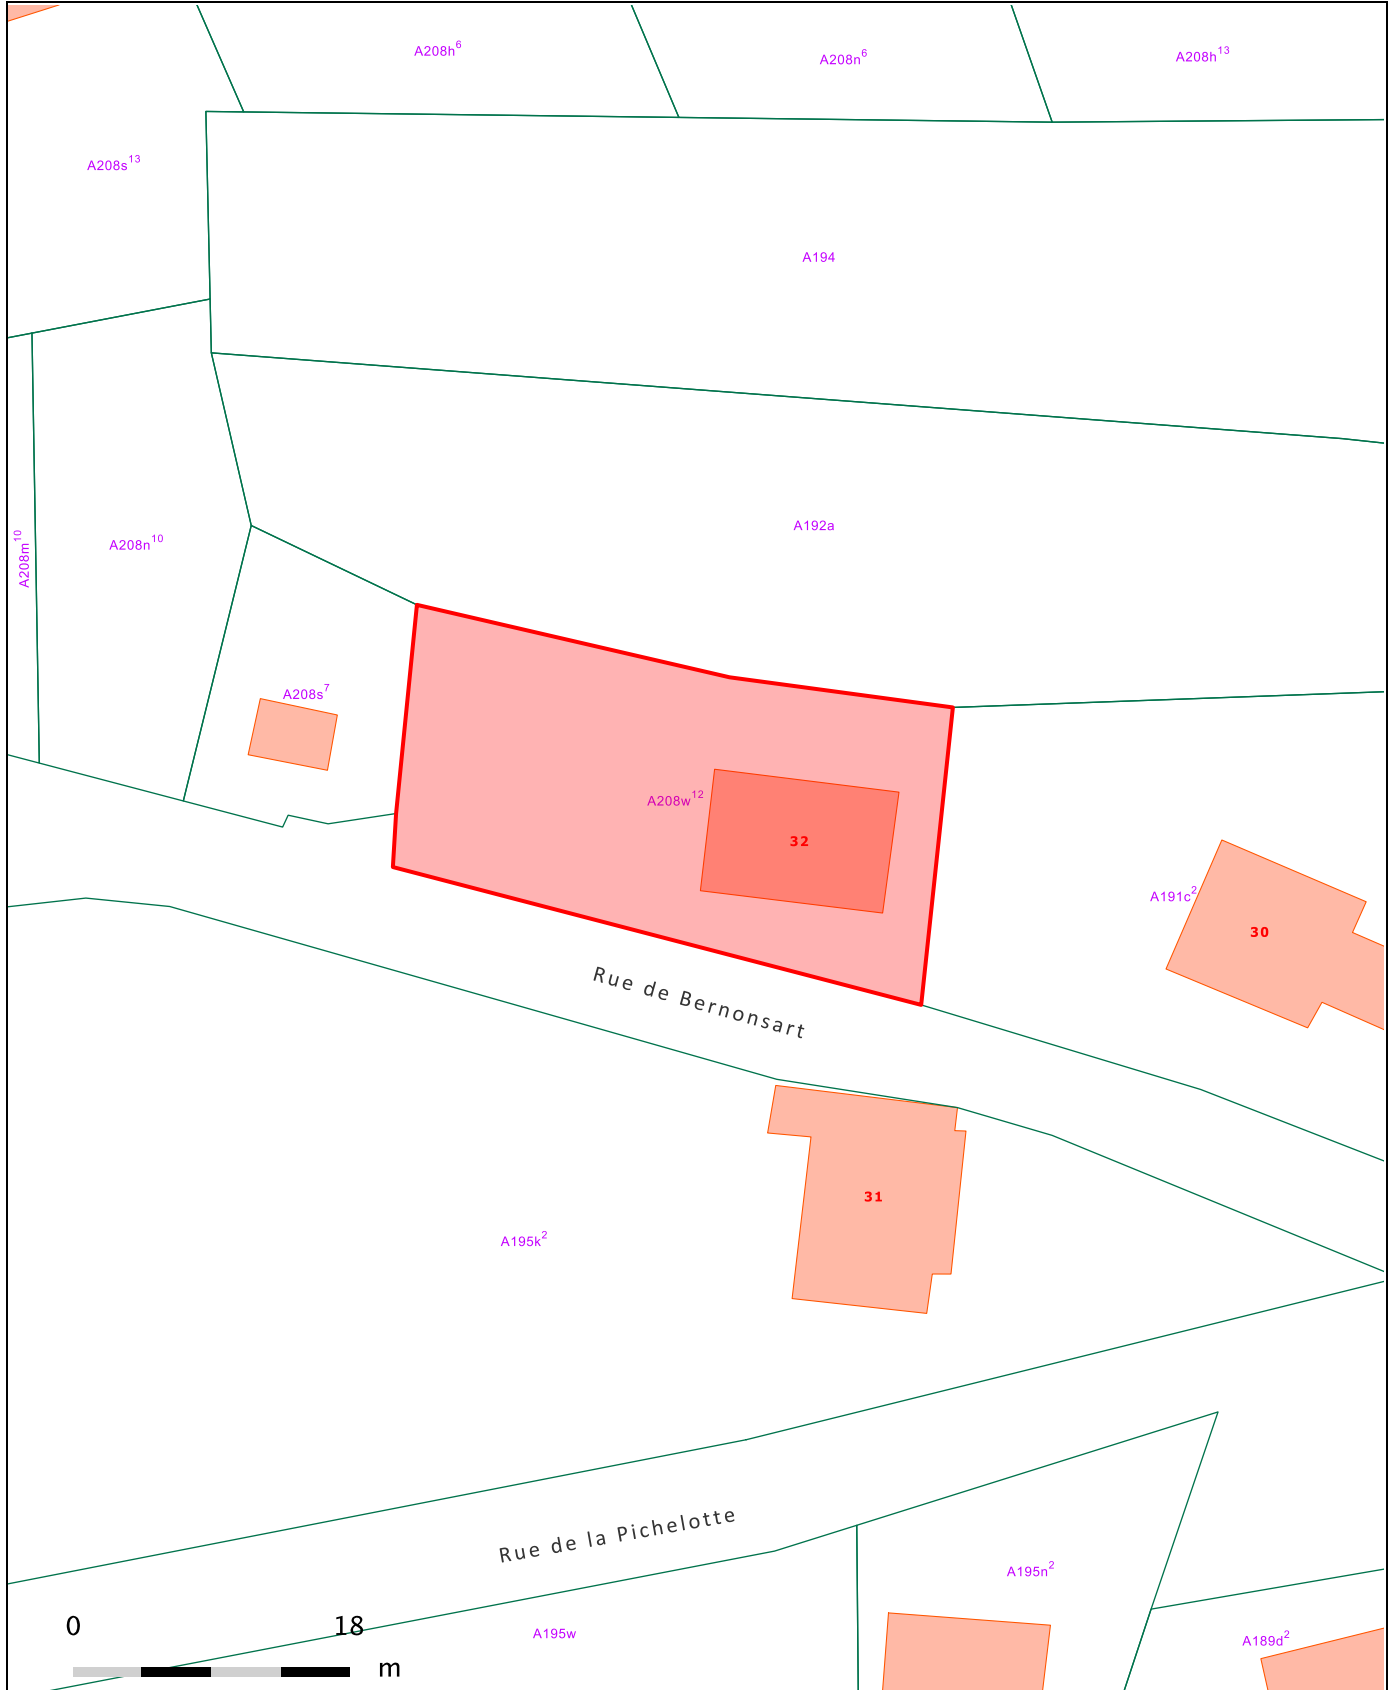 A208h⁶
A208n⁶
A208h¹³
A208s¹³
A194
A192a
A208m¹⁰
A208n¹⁰
A208s⁷
A208w¹²
32
A191c²
30
Rue de Bernonsart
31
A195k²
Rue de la Pichelotte
A195n²
0 18
m
A195w
A189d²